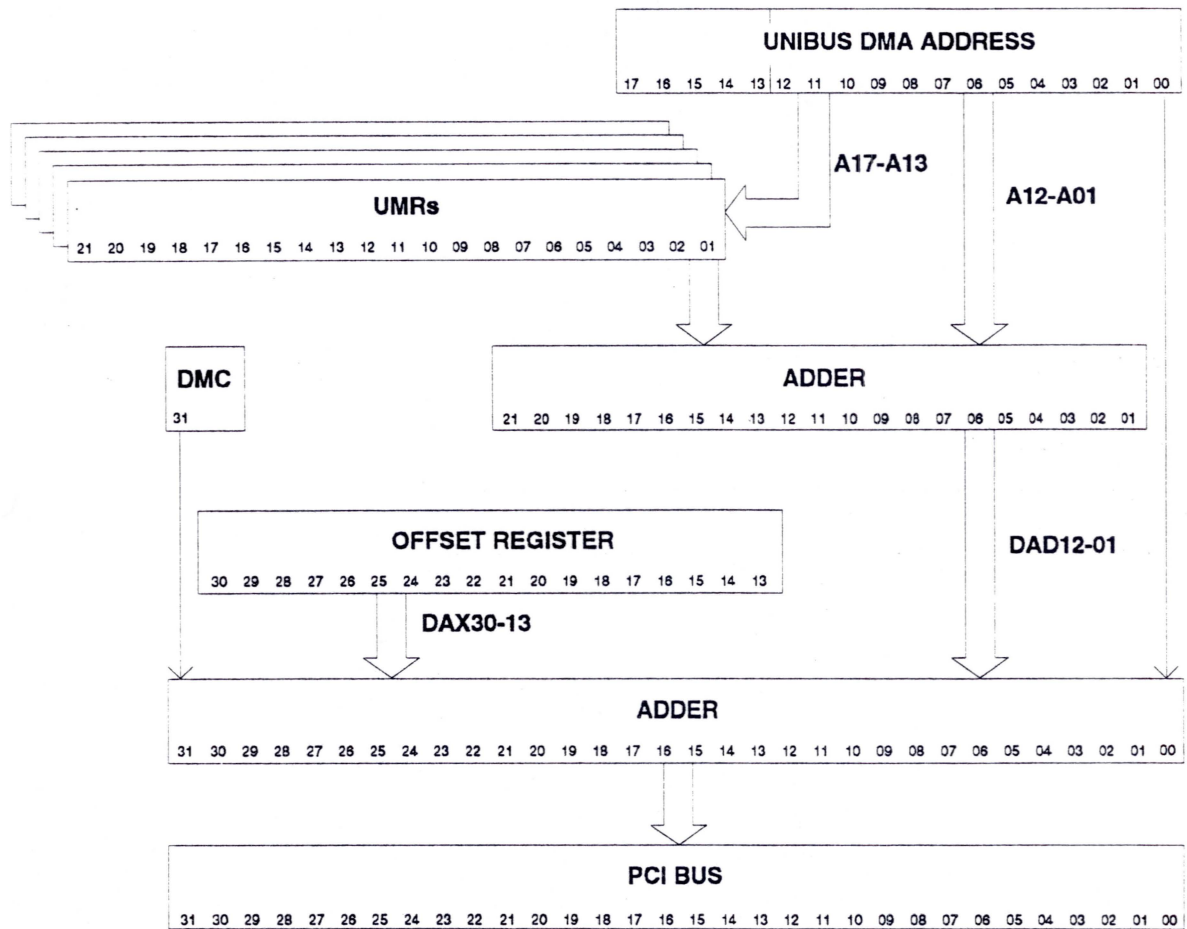 UNIBUS DMA ADDRESS
17 16 15 14 13 12 11 10 09 08 07 06 05 04 03 02 01 00
A17-A13
A12-A01
UMRs
21 20 19 18 17 16 15 14 13 12 11 10 09 08 07 06 05 04 03 02 01
DMC
31
ADDER
21 20 19 18 17 16 15 14 13 12 11 10 09 08 07 06 05 04 03 02 01
OFFSET REGISTER
30 29 28 27 26 25 24 23 22 21 20 19 18 17 16 15 14 13
DAD12-01
DAX30-13
ADDER
31 30 29 28 27 26 25 24 23 22 21 20 19 18 17 16 15 14 13 12 11 10 09 08 07 06 05 04 03 02 01 00
PCI BUS
31 30 29 28 27 26 25 24 23 22 21 20 19 18 17 16 15 14 13 12 11 10 09 08 07 06 05 04 03 02 01 00